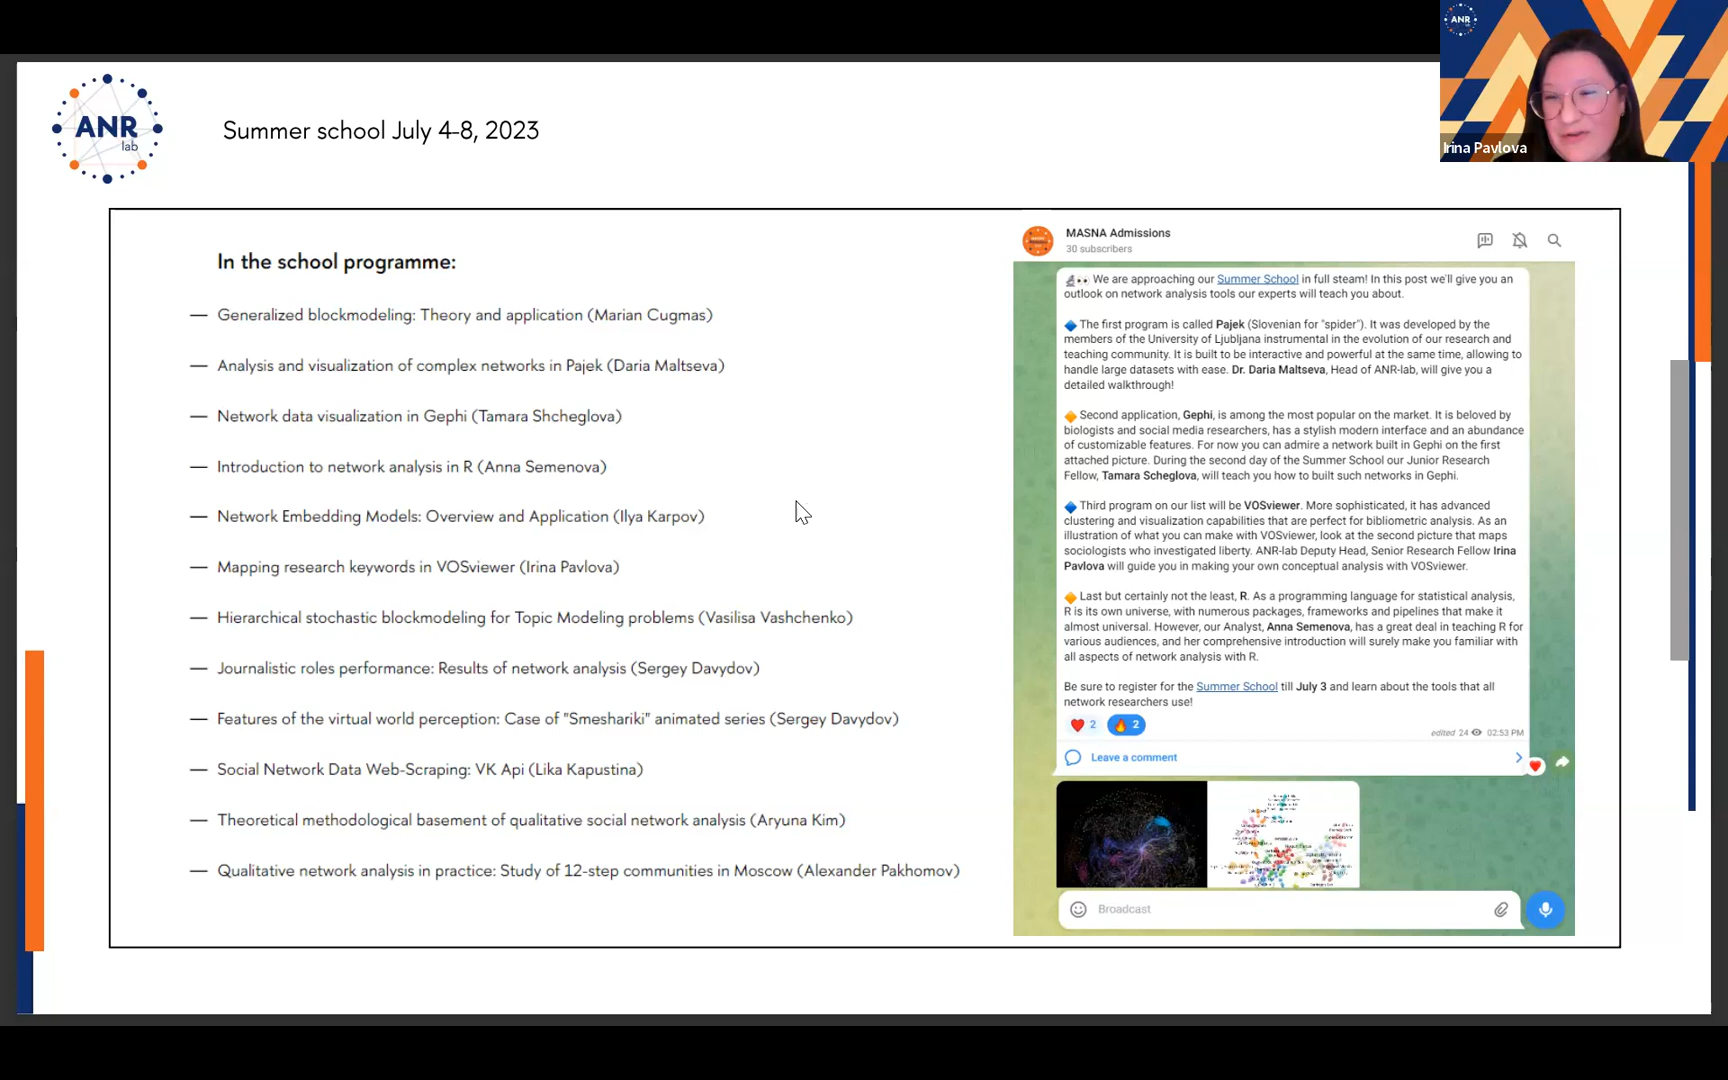 ANR
lab
Summer school July 4-8, 2023
ANR
Irina Pavlova
In the school programme:
— Generalized blockmodeling: Theory and application (Marian Cugmas)
— Analysis and visualization of complex networks in Pajek (Daria Maltseva)
— Network data visualization in Gephi (Tamara Shcheglova)
— Introduction to network analysis in R (Anna Semenova)
— Network Embedding Models: Overview and Application (Ilya Karpov)
— Mapping research keywords in VOSviewer (Irina Pavlova)
— Hierarchical stochastic blockmodeling for Topic Modeling problems (Vasilisa Vashchenko)
— Journalistic roles performance: Results of network analysis (Sergey Davydov)
— Features of the virtual world perception: Case of "Smeshariki" animated series (Sergey Davydov)
— Social Network Data Web-Scraping: VK Api (Lika Kapustina)
— Theoretical methodological basement of qualitative social network analysis (Aryuna Kim)
— Qualitative network analysis in practice: Study of 12-step communities in Moscow (Alexander Pakhomov)
MASNA Admissions
30 subscribers
We are approaching our Summer School in full steam! In this post we'll give you an
outlook on network analysis tools our experts will teach you about.
The first program is called Pajek (Slovenian for "spider"). It was developed by the
members of the University of Ljubljana instrumental in the evolution of our research and
teaching community. It is built to be interactive and powerful at the same time, allowing to
handle large datasets with ease. Dr. Daria Maltseva, Head of ANR-lab, will give you a
detailed walkthrough!
Second application, Gephi, is among the most popular on the market. It is beloved by
biologists and social media researchers, has a stylish modern interface and an abundance
of customizable features. For now you can admire a network built in Gephi on the first
attached picture. During the second day of the Summer School our Junior Research
Fellow, Tamara Scheglova, will teach you how to built such networks in Gephi.
Third program on our list will be VOSviewer. More sophisticated, it has advanced
clustering and visualization capabilities that are perfect for bibliometric analysis. As an
illustration of what you can make with VOSviewer, look at the second picture that maps
sociologists who investigated liberty. ANR-lab Deputy Head, Senior Research Fellow Irina
Pavlova will guide you in making your own conceptual analysis with VOSviewer.
Last but certainly not the least, R. As a programming language for statistical analysis,
R is its own universe, with numerous packages, frameworks and pipelines that make it
almost universal. However, our Analyst, Anna Semenova, has a great deal in teaching R for
various audiences, and her comprehensive introduction will surely make you familiar with
all aspects of network analysis with R.
Be sure to register for the Summer School till July 3 and learn about the tools that all
network researchers use!
2 2
edited 24 02:53 PM
Leave a comment
Broadcast